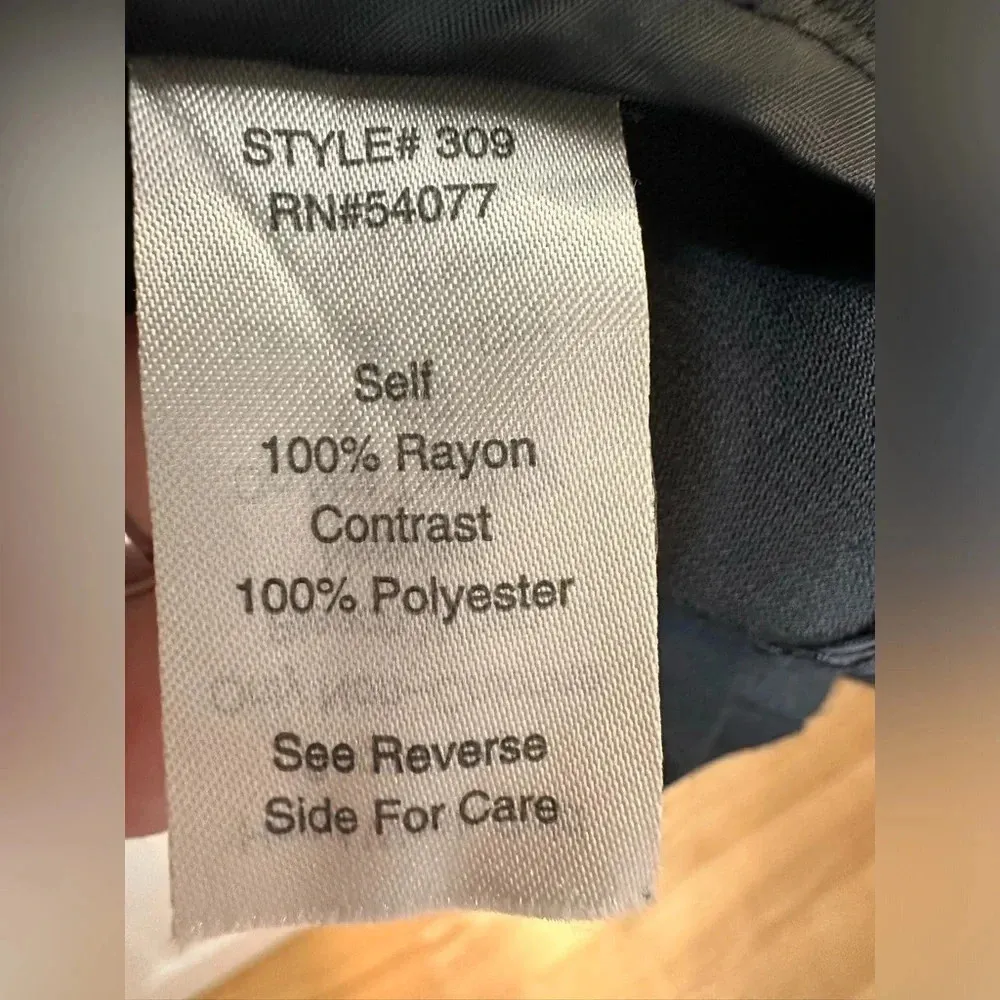 STYLE# 309
RN#54077
Self
100% Rayon
Contrast
100% Polyester
See Reverse
Side For Care